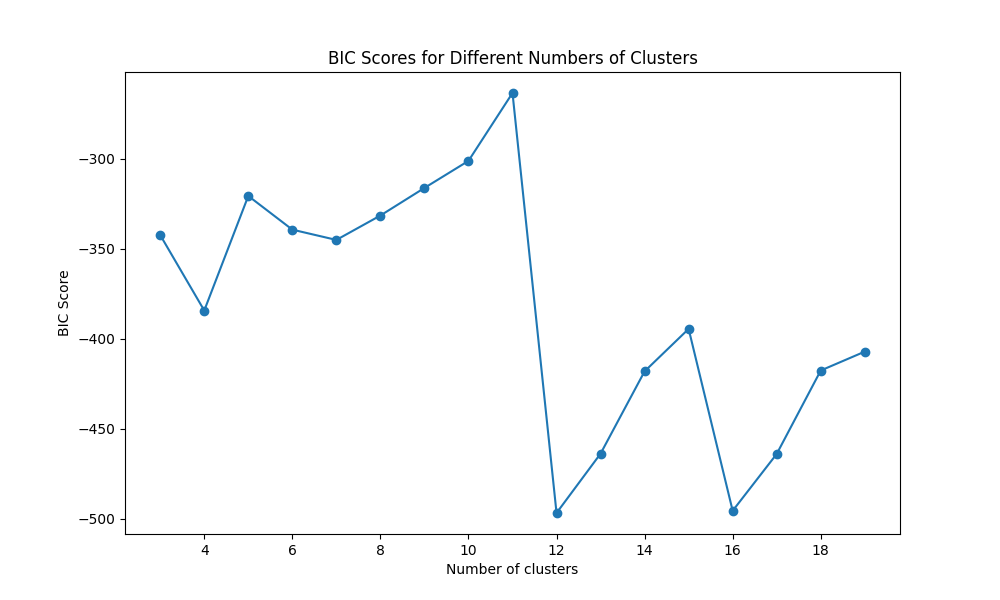 BIC Scores for Different Numbers of Clusters
BIC Score
−300
−350
−400
−450
−500
4 6 8 10 12 14 16 18
Number of clusters